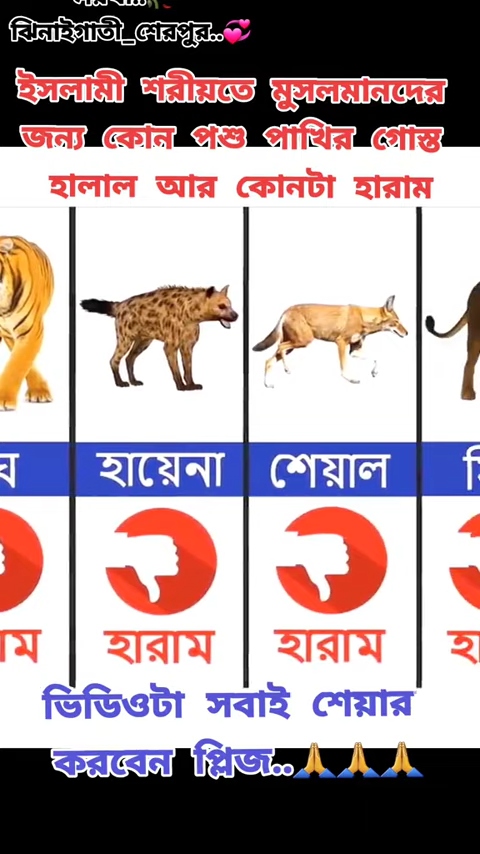 ঝিনাইগাতী_শেরপুর..💞
ইসলামী শরীয়তে মুসলমানদের
জন্য কোন পশু পাখির গোস্ত
হালাল আর কোনটা হারাম
হায়েনা শেয়াল
হারাম হারাম
ভিডিওটা সবাই শেয়ার
করবেন প্লিজ..🙏🙏🙏